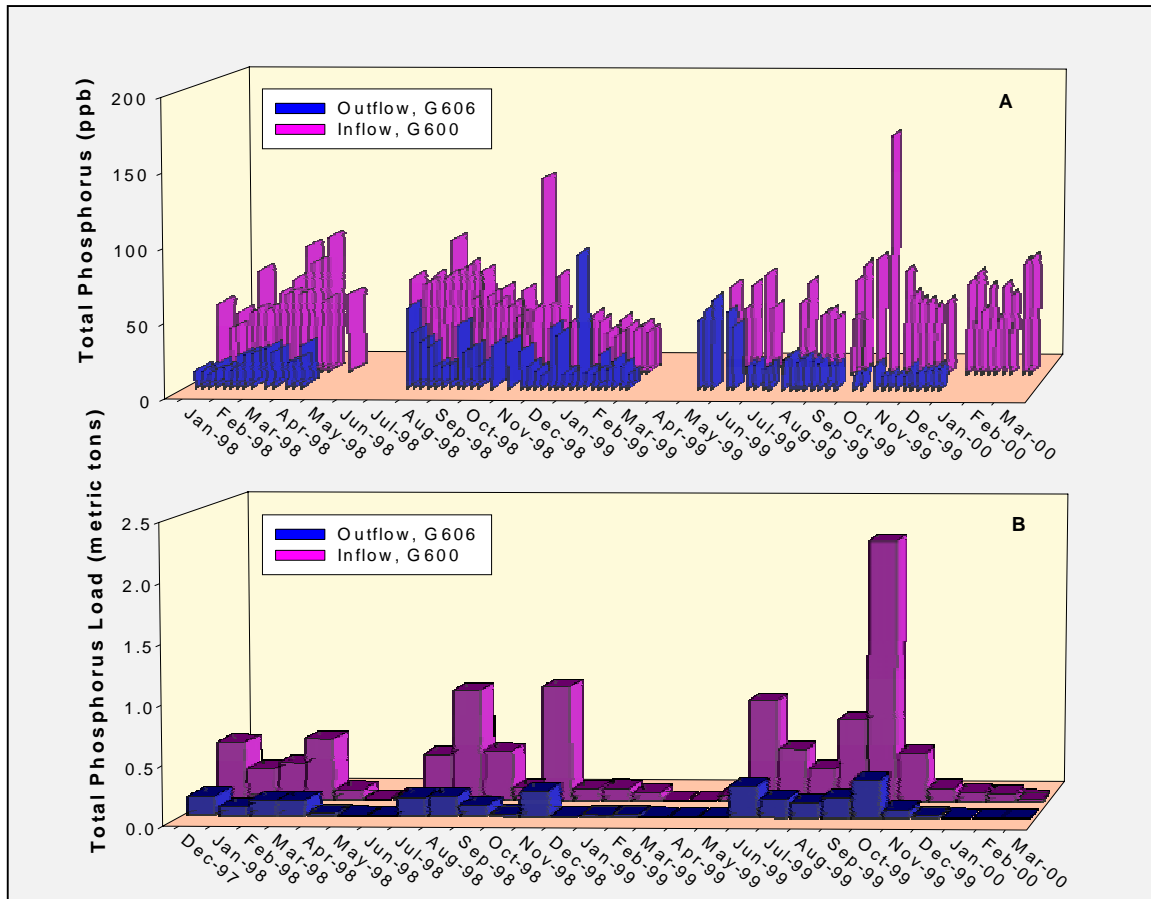 A
Outflow, G606
Inflow, G600
Total Phosphorus (ppb)
200
150
100
50
0
Jan-98
Feb-98
Mar-98
Apr-98
May-98
Jun-98
Jul-98
Aug-98
Sep-98
Oct-98
Nov-98
Dec-98
Jan-99
Feb-99
Mar-99
Apr-99
May-99
Jun-99
Jul-99
Aug-99
Sep-99
Oct-99
Nov-99
Dec-99
Jan-00
Feb-00
Mar-00
B
Outflow, G606
Inflow, G600
Total Phosphorus Load (metric tons)
2.5
2.0
1.5
1.0
0.5
0.0
Dec-97
Jan-98
Feb-98
Mar-98
Apr-98
May-98
Jun-98
Jul-98
Aug-98
Sep-98
Oct-98
Nov-98
Dec-98
Jan-99
Feb-99
Mar-99
Apr-99
May-99
Jun-99
Jul-99
Aug-99
Sep-99
Oct-99
Nov-99
Dec-99
Jan-00
Feb-00
Mar-00